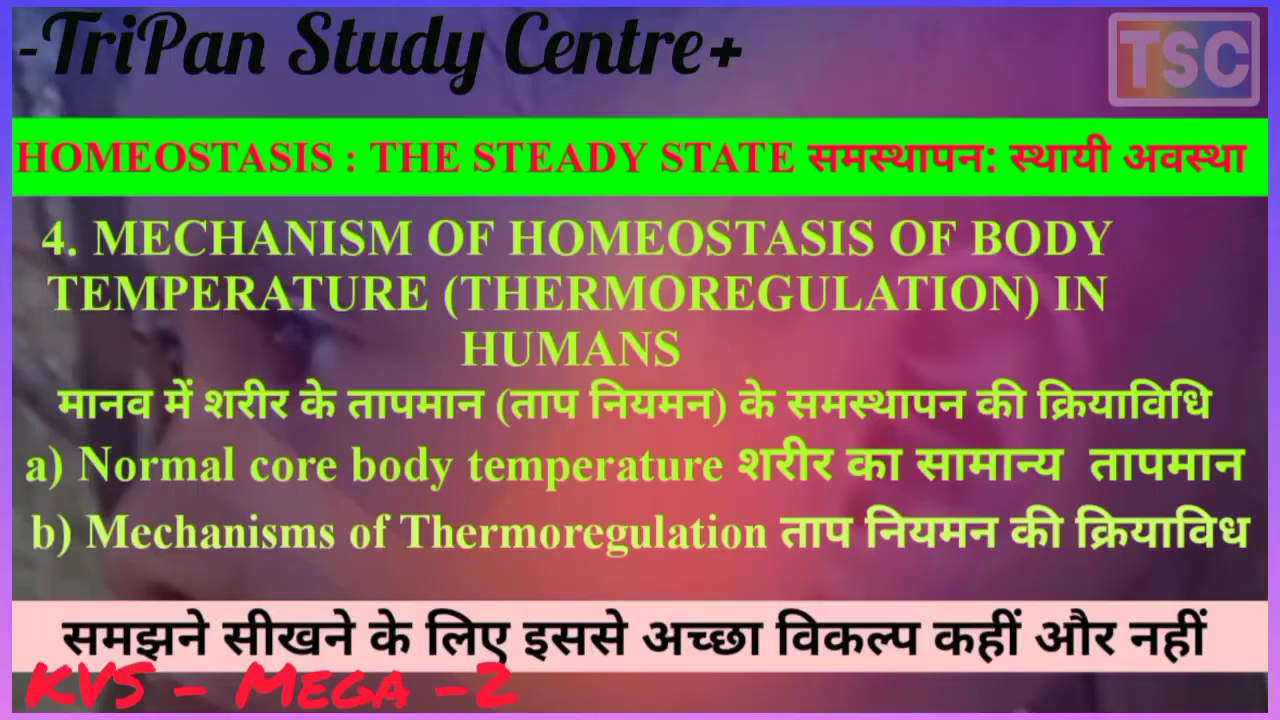 -TriPan Study Centre+
TSC
HOMEOSTASIS : THE STEADY STATE समस्थापन: स्थायी अवस्था
4. MECHANISM OF HOMEOSTASIS OF BODY
TEMPERATURE (THERMOREGULATION) IN
HUMANS
मानव में शरीर के तापमान (ताप नियमन) के समस्थापन की क्रियाविधि
a) Normal core body temperature शरीर का सामान्य तापमान
b) Mechanisms of Thermoregulation ताप नियमन की क्रियाविध
समझने सीखने के लिए इससे अच्छा विकल्प कहीं और नहीं
KVS - MEGA -2